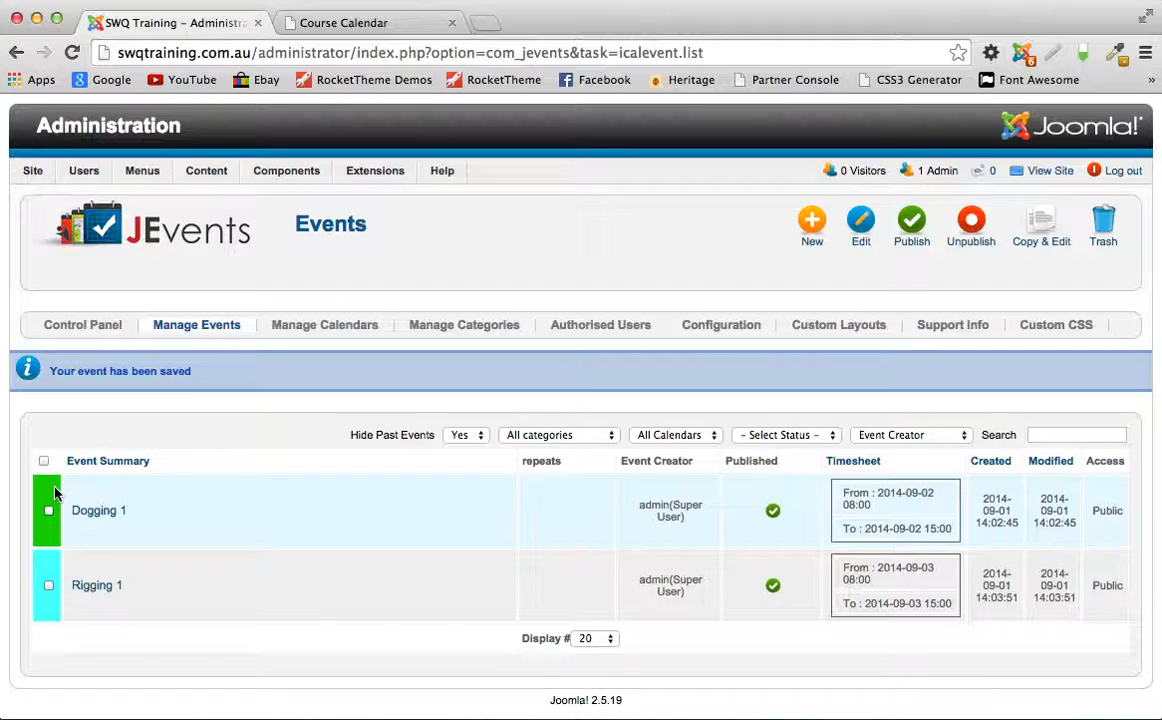 SWQ Training – Administra
Course Calendar
swqtraining.com.au/administrator/index.php?option=com_jevents&task=icalevent.list
6
Apps Google YouTube Ebay RocketTheme Demos RocketTheme Facebook Heritage Partner Console CSS3 Generator Font Awesome »
Administration
Joomla!
Site Users Menus Content Components Extensions Help
0 Visitors 1 Admin 0 View Site Log out
JEvents
Events
New Edit Publish Unpublish Copy & Edit Trash
Control Panel Manage Events Manage Calendars Manage Categories Authorised Users Configuration Custom Layouts Support Info Custom CSS
Your event has been saved
Hide Past Events Yes All categories All Calendars - Select Status - Event Creator Search
Event Summary repeats Event Creator Published Timesheet Created Modified Access
Dogging 1
admin(Super
User)
From : 2014-09-02
08:00
To : 2014-09-02 15:00
2014-
09-01
14:02:45
2014-
09-01
14:02:45
Public
Rigging 1
admin(Super
User)
From : 2014-09-03
08:00
To : 2014-09-03 15:00
2014-
09-01
14:03:51
2014-
09-01
14:03:51
Public
Display # 20
Joomla! 2.5.19